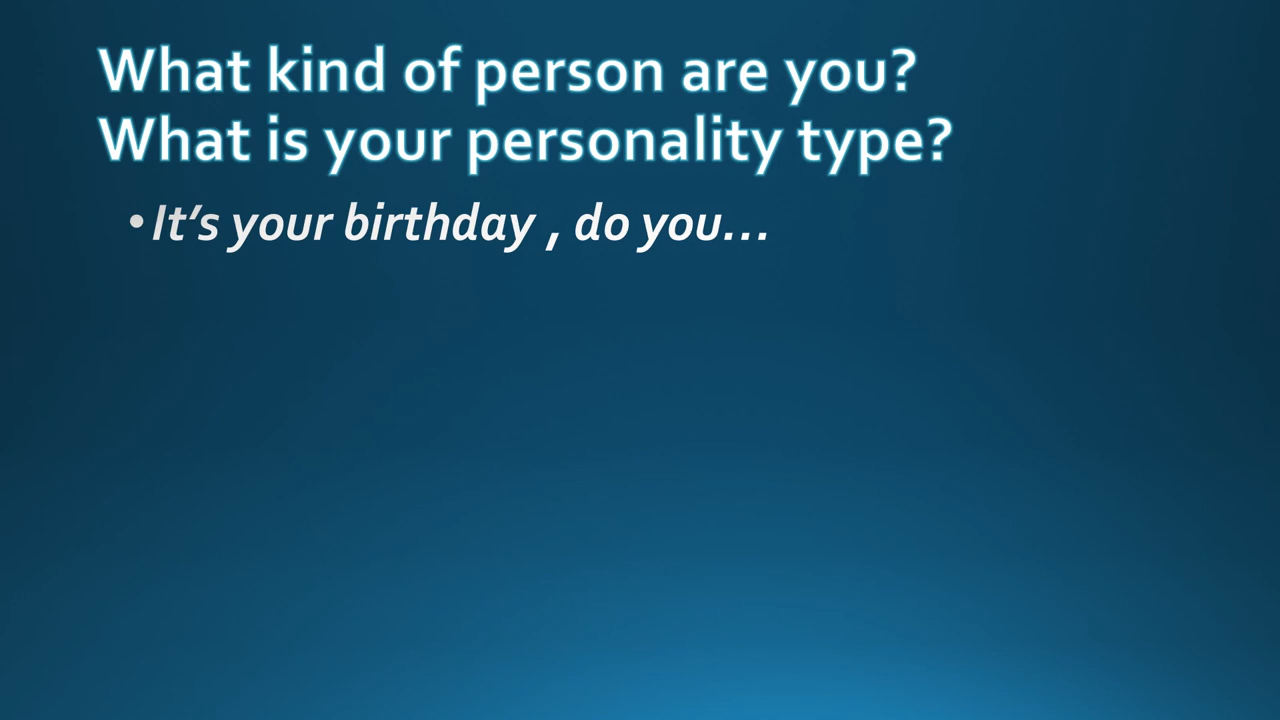 What kind of person are you?
What is your personality type?
•It’s your birthday , do you…